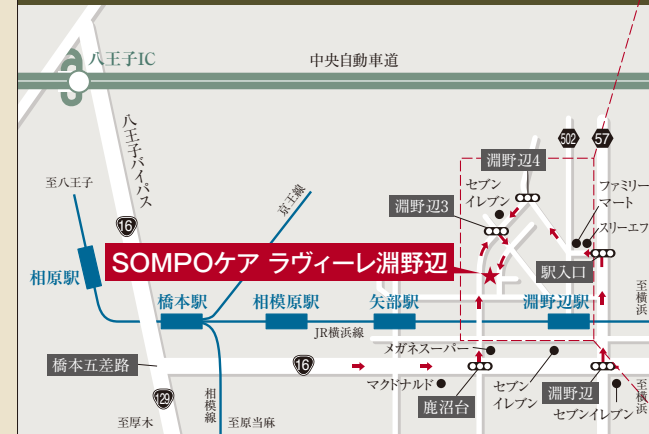 八王子IC
中央自動車道
八王子バイパス
502
57
淵野辺4
至八王子
セブン
イレブン
ファミリー
マート
京王線
淵野辺3
16
スリーエフ
SOMPOケア ラヴィーレ淵野辺
駅入口
相原駅
橋本駅
相模原駅
矢部駅
淵野辺駅
至横浜
JR横浜線
メガネスーパー
橋本五差路
16
マクドナルド
セブン
イレブン
淵野辺
至横浜
129
相模線
鹿沼台
セブンイレブン
至厚木
至原当麻